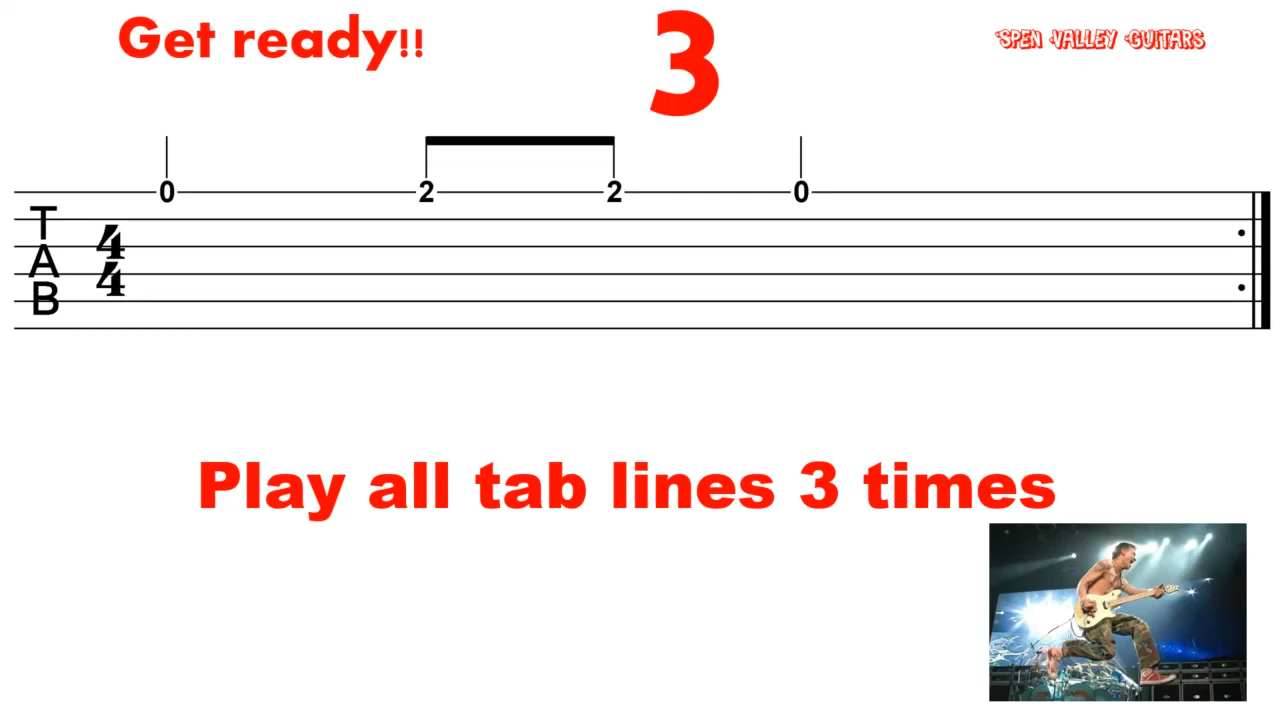 Get ready!!
3
SPEN VALLEY GUITARS
0 2 2 0
T
A
B
4
4
Play all tab lines 3 times